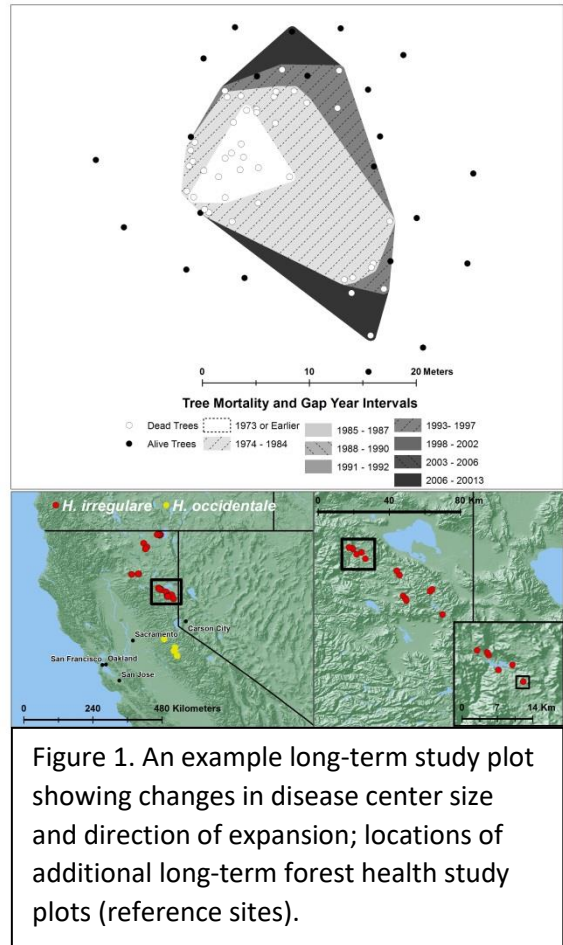 0 10 20 Meters
Tree Mortality and Gap Year Intervals
Dead Trees
Alive Trees
1973 or Earlier
1974 - 1984
1985 - 1987
1988 - 1990
1991 - 1992
1993- 1997
1998 - 2002
2003 - 2006
2006 - 20013
H. irregulare H. occidentale
Sacramento
Carson City
San Francisco Oakland
San Jose
0 240 480 Kilometers
0 40 80 Km
0 7 14 Km
Figure 1. An example long-term study plot
showing changes in disease center size
and direction of expansion; locations of
additional long-term forest health study
plots (reference sites).